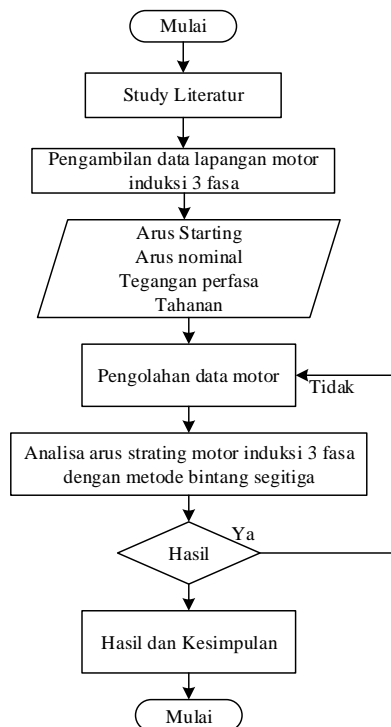 Mulai
Study Literatur
Pengambilan data lapangan motor
induksi 3 fasa
Arus Starting
Arus nominal
Tegangan perfasa
Tahanan
Pengolahan data motor
Tidak
Analisa arus strating motor induksi 3 fasa
dengan metode bintang segitiga
Ya
Hasil
Hasil dan Kesimpulan
Mulai